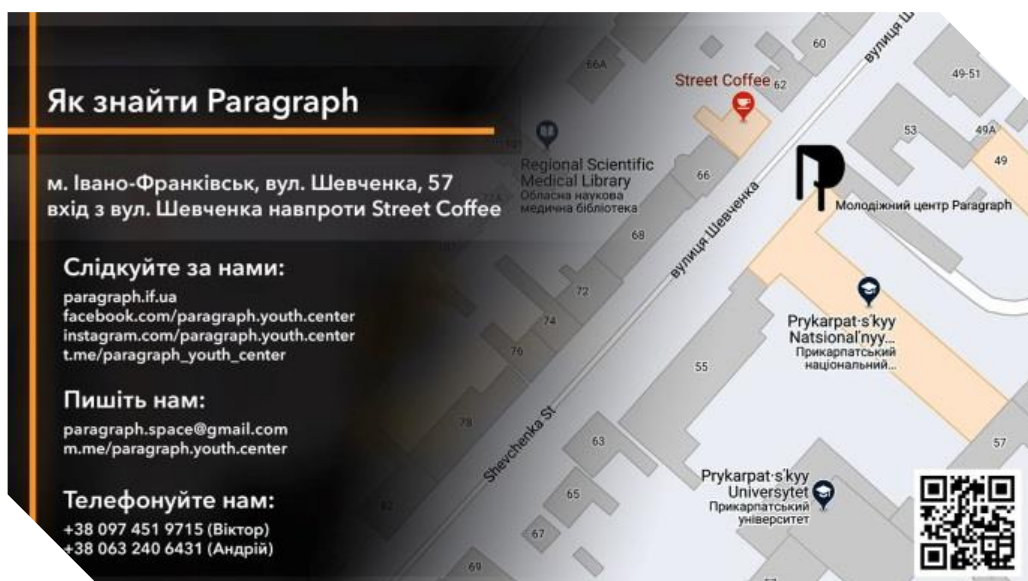 Як знайти Paragraph
м. Івано-Франківськ, вул. Шевченка, 57
вхід з вул. Шевченка навпроти Street Coffee
Слідкуйте за нами:
paragraph.if.ua
facebook.com/paragraph.youth.center
instagram.com/paragraph.youth.center
t.me/paragraph_youth_center
Пишіть нам:
paragraph.space@gmail.com
m.me/paragraph.youth.center
Телефонуйте нам:
+38 097 451 9715 (Віктор)
+38 063 240 6431 (Андрій)
вулиця
60
66A
Street Coffee
62
49-51
53
49A
49
Regional Scientific
Medical Library
Обласна наукова
медична бібліотека
66
Молодіжний центр Paragraph
вулиця Шевченка
68
72
74
76
78
Prykarpat·s'kyy
Natsional'nyy...
Прикарпатський
національний...
55
57
Shevchenka St
63
65
67
69
Prykarpat·s'kyy
Universytet
Прикарпатський
університет